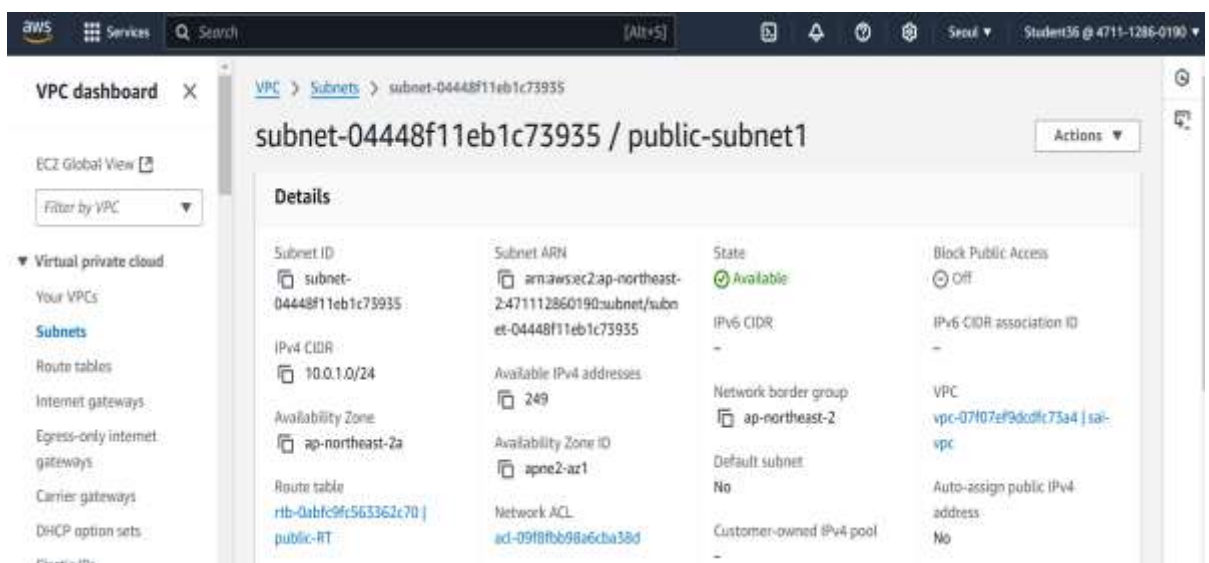 aws
Services
Search
[Alt+S]
Seoul ▼
Student36 @ 4711-1286-0190 ▼
VPC dashboard
EC2 Global View
Filter by VPC
▼ Virtual private cloud
Your VPCs
Subnets
Route tables
Internet gateways
Egress-only internet
gateways
Carrier gateways
DHCP option sets
VPC > Subnets > subnet-04448f11eb1c73935
subnet-04448f11eb1c73935 / public-subnet1
Actions ▼
Details
Subnet ID
subnet-
04448f11eb1c73935
IPv4 CIDR
10.0.1.0/24
Availability Zone
ap-northeast-2a
Route table
rtb-0abfc9fc563362c70 |
public-RT
Subnet ARN
arn:aws:ec2:ap-northeast-
2:471112860190:subnet/subn
et-04448f11eb1c73935
Available IPv4 addresses
249
Availability Zone ID
apne2-az1
Network ACL
acl-09f8fbb98a6cba38d
State
Available
IPv6 CIDR
–
Network border group
ap-northeast-2
Default subnet
No
Customer-owned IPv4 pool
–
Block Public Access
Off
IPv6 CIDR association ID
–
VPC
vpc-07f07ef9dcdfc73a4 | sai-
vpc
Auto-assign public IPv4
address
No